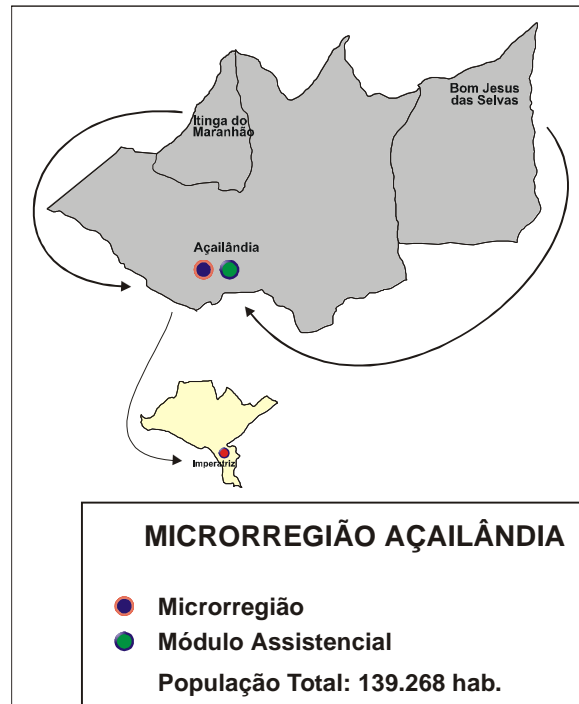 Bom Jesus
das Selvas
Itinga do
Maranhão
Açailândia
Imperatriz
MICRORREGIÃO AÇAILÂNDIA
Microrregião
Módulo Assistencial
População Total: 139.268 hab.